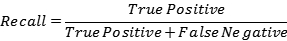 Recall = True Positive / True Positive + False Negative